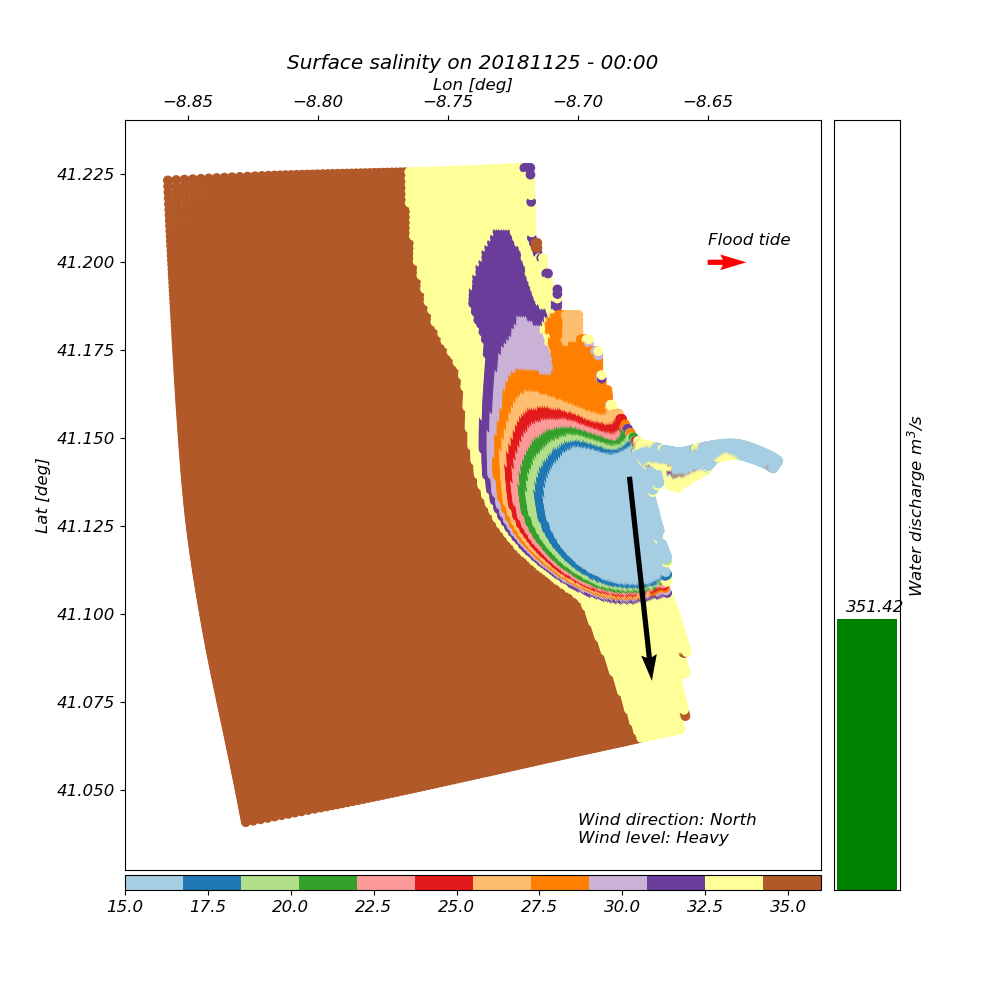 Surface salinity on 20181125 - 00:00
Lon [deg]
−8.85 −8.80 −8.75 −8.70 −8.65
41.225
41.200
41.175
41.150
41.125
41.100
41.075
41.050
Lat [deg]
Flood tide
Wind direction: North
Wind level: Heavy
15.0 17.5 20.0 22.5 25.0 27.5 30.0 32.5 35.0
351.42
Water discharge m³/s